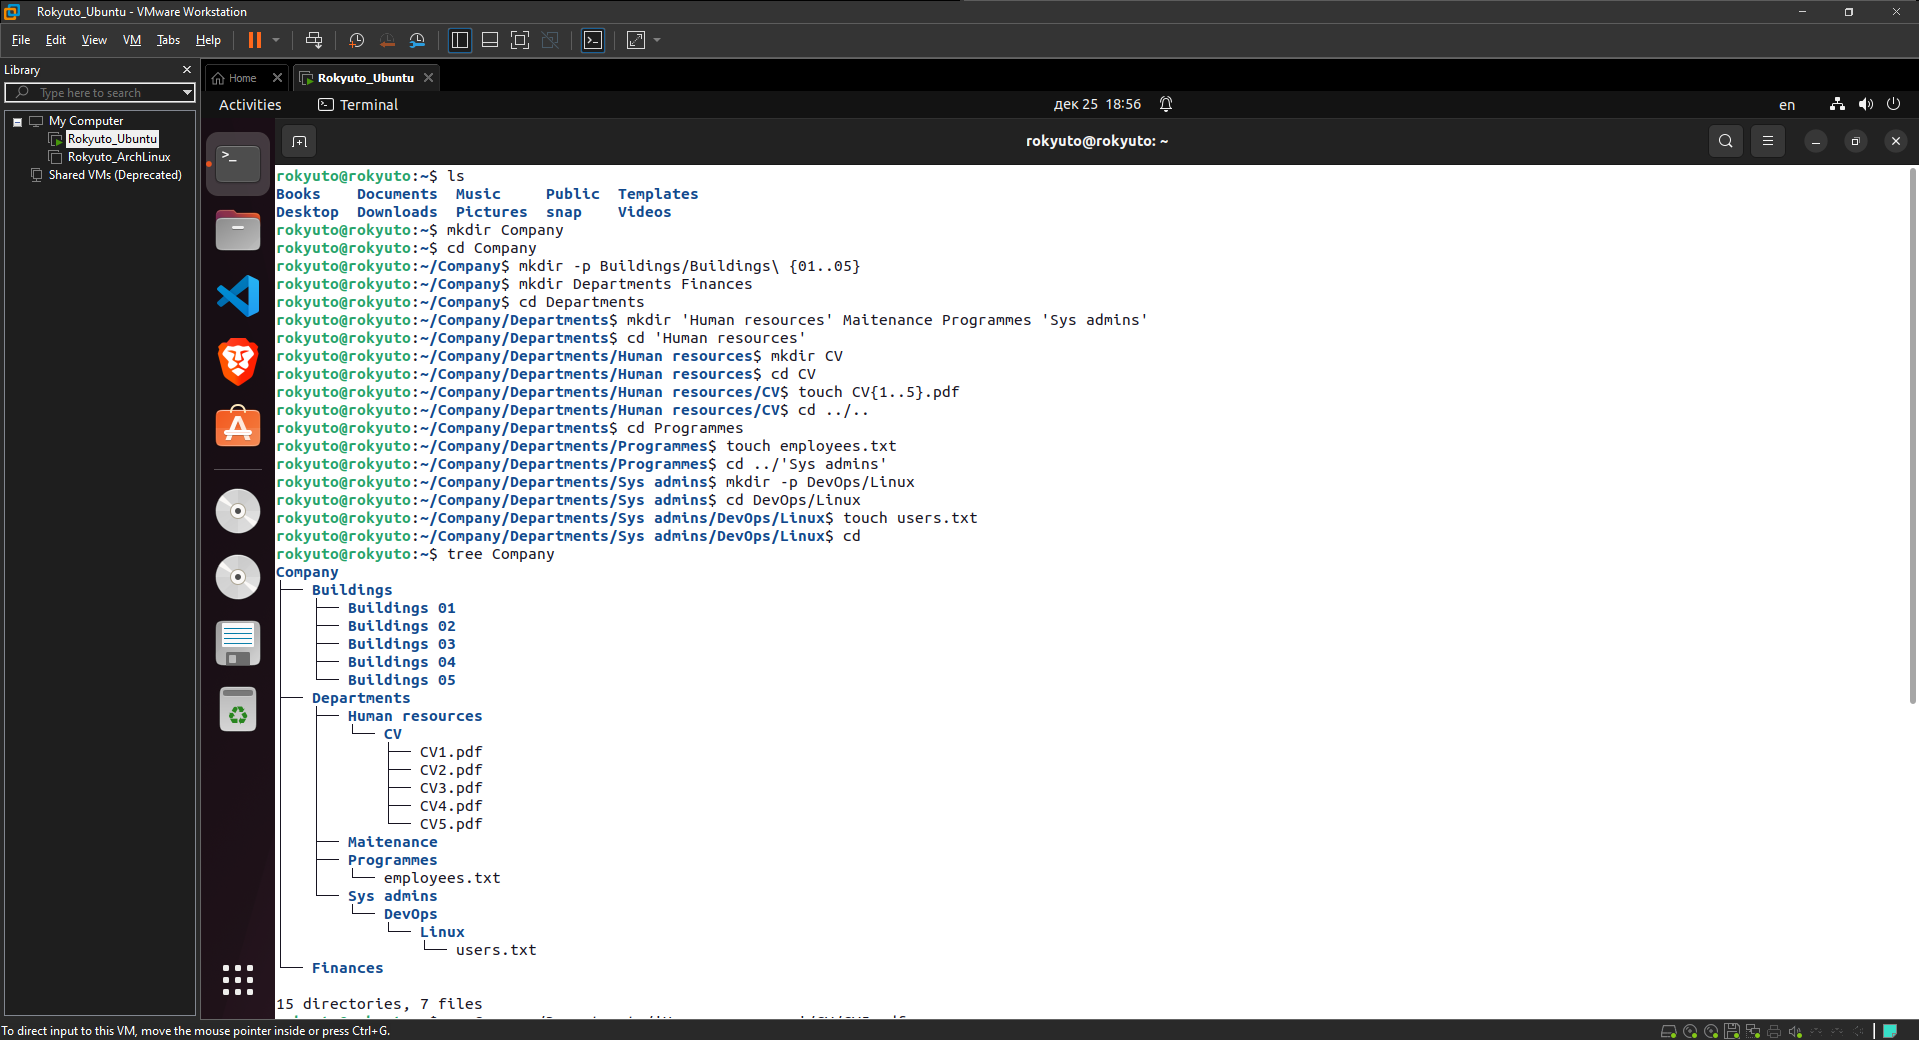 Rokyuto_Ubuntu - VMware Workstation
File Edit View VM Tabs Help
Library
Type here to search
My Computer
Rokyuto_Ubuntu
Rokyuto_ArchLinux
Shared VMs (Deprecated)
Home
Rokyuto_Ubuntu
Activities
Terminal
дек 25 18:56
en
rokyuto@rokyuto: ~
rokyuto@rokyuto:~$ ls
Books Documents Music Public Templates
Desktop Downloads Pictures snap Videos
rokyuto@rokyuto:~$ mkdir Company
rokyuto@rokyuto:~$ cd Company
rokyuto@rokyuto:~/Company$ mkdir -p Buildings/Buildings\ {01..05}
rokyuto@rokyuto:~/Company$ mkdir Departments Finances
rokyuto@rokyuto:~/Company$ cd Departments
rokyuto@rokyuto:~/Company/Departments$ mkdir 'Human resources' Maitenance Programmes 'Sys admins'
rokyuto@rokyuto:~/Company/Departments$ cd 'Human resources'
rokyuto@rokyuto:~/Company/Departments/Human resources$ mkdir CV
rokyuto@rokyuto:~/Company/Departments/Human resources$ cd CV
rokyuto@rokyuto:~/Company/Departments/Human resources/CV$ touch CV{1..5}.pdf
rokyuto@rokyuto:~/Company/Departments/Human resources/CV$ cd ../..
rokyuto@rokyuto:~/Company/Departments$ cd Programmes
rokyuto@rokyuto:~/Company/Departments/Programmes$ touch employees.txt
rokyuto@rokyuto:~/Company/Departments/Programmes$ cd ../'Sys admins'
rokyuto@rokyuto:~/Company/Departments/Sys admins$ mkdir -p DevOps/Linux
rokyuto@rokyuto:~/Company/Departments/Sys admins$ cd DevOps/Linux
rokyuto@rokyuto:~/Company/Departments/Sys admins/DevOps/Linux$ touch users.txt
rokyuto@rokyuto:~/Company/Departments/Sys admins/DevOps/Linux$ cd
rokyuto@rokyuto:~$ tree Company
Company
├── Buildings
│   ├── Buildings 01
│   ├── Buildings 02
│   ├── Buildings 03
│   ├── Buildings 04
│   └── Buildings 05
├── Departments
│   ├── Human resources
│   │   └── CV
│   │       ├── CV1.pdf
│   │       ├── CV2.pdf
│   │       ├── CV3.pdf
│   │       ├── CV4.pdf
│   │       └── CV5.pdf
│   ├── Maitenance
│   ├── Programmes
│   │   └── employees.txt
│   └── Sys admins
│       └── DevOps
│           └── Linux
│               └── users.txt
└── Finances
15 directories, 7 files
To direct input to this VM, move the mouse pointer inside or press Ctrl+G.